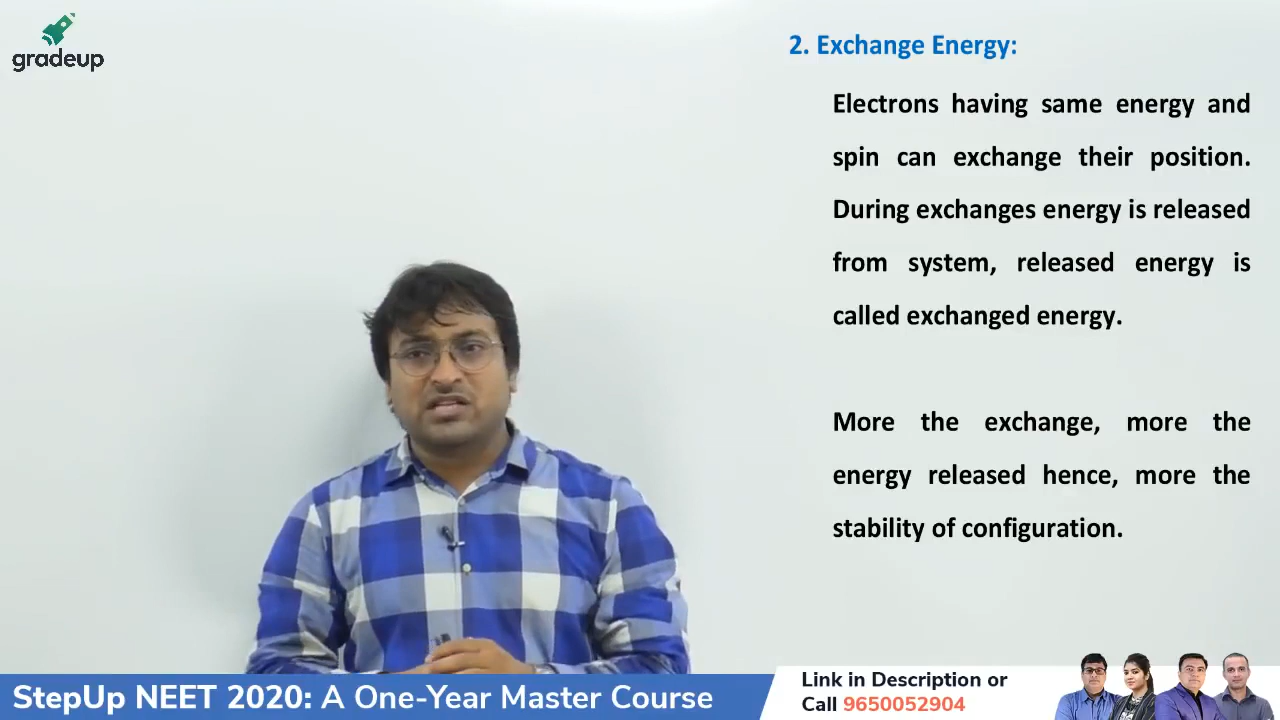 gradeup
2. Exchange Energy:
Electrons having same energy and
spin can exchange their position.
During exchanges energy is released
from system, released energy is
called exchanged energy.
More the exchange, more the
energy released hence, more the
stability of configuration.
StepUp NEET 2020: A One-Year Master Course
Link in Description or
Call 9650052904